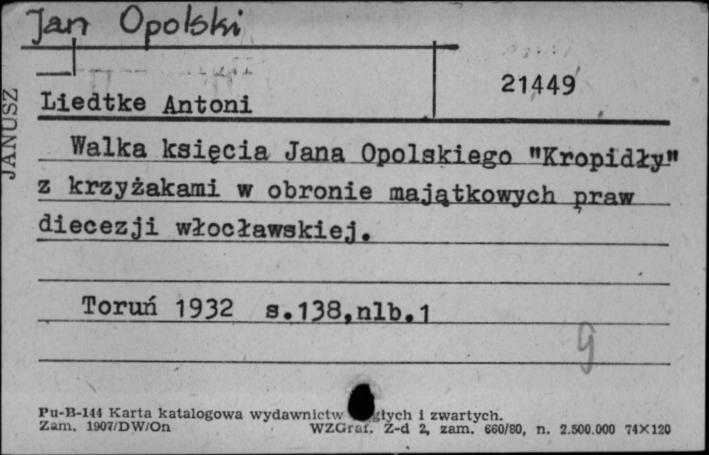 Jan Opolski
21449
Liedtke Antoni
JANUSZ
Walka księcia Jana Opolskiego "Kropidły"
z krzyżakami w obronie majątkowych praw
diecezji włocławskiej.
Toruń 1932 s.138,nlb.1
g
Pu-B-144 Karta katalogowa wydawnictw i zwartych.
Zam. 1907/DW/On WZGraf. Z-d 2, zam. 660/80, n. 2.500.000 74X120